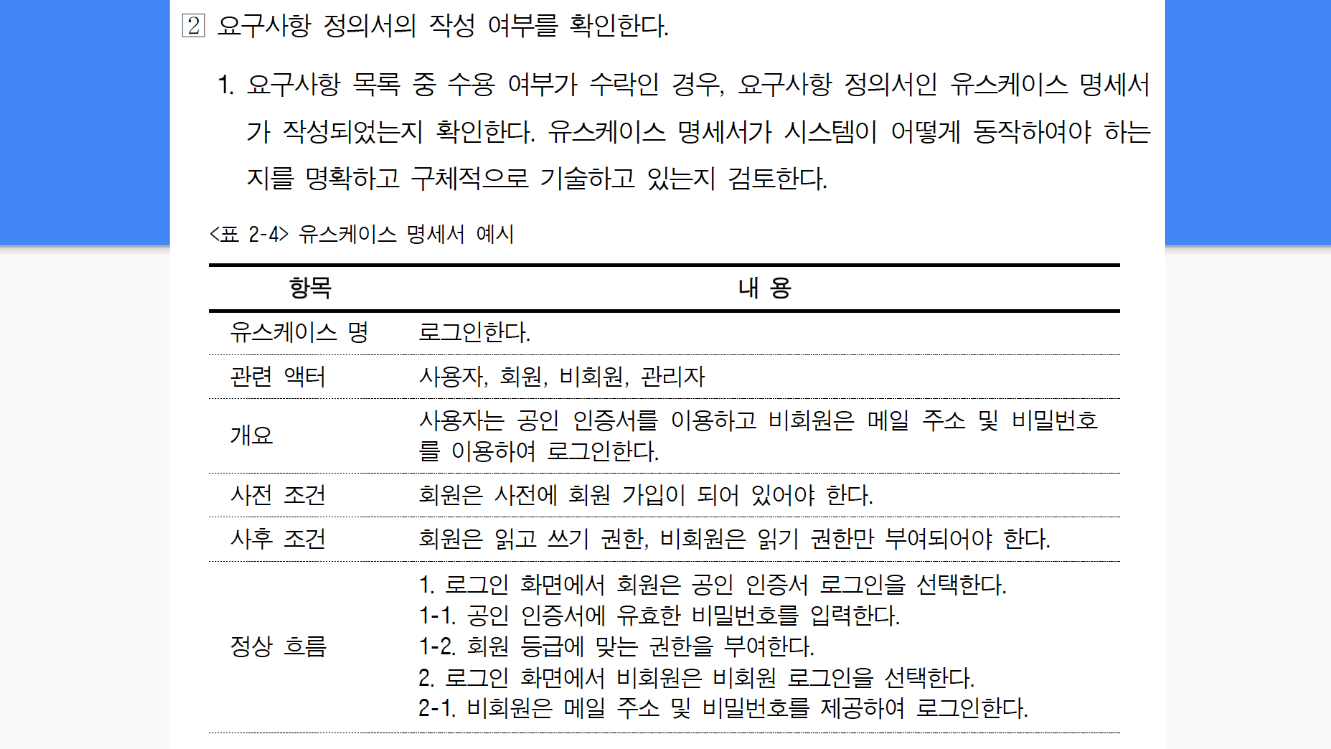 2 요구사항 정의서의 작성 여부를 확인한다.
1. 요구사항 목록 중 수용 여부가 수락인 경우, 요구사항 정의서인 유스케이스 명세서
가 작성되었는지 확인한다. 유스케이스 명세서가 시스템이 어떻게 동작하여야 하는
지를 명확하고 구체적으로 기술하고 있는지 검토한다.
<표 2-4> 유스케이스 명세서 예시
항목 내 용
유스케이스 명 로그인한다.
관련 액터 사용자, 회원, 비회원, 관리자
개요 사용자는 공인 인증서를 이용하고 비회원은 메일 주소 및 비밀번호
를 이용하여 로그인한다.
사전 조건 회원은 사전에 회원 가입이 되어 있어야 한다.
사후 조건 회원은 읽고 쓰기 권한, 비회원은 읽기 권한만 부여되어야 한다.
정상 흐름 1. 로그인 화면에서 회원은 공인 인증서 로그인을 선택한다.
1-1. 공인 인증서에 유효한 비밀번호를 입력한다.
1-2. 회원 등급에 맞는 권한을 부여한다.
2. 로그인 화면에서 비회원은 비회원 로그인을 선택한다.
2-1. 비회원은 메일 주소 및 비밀번호를 제공하여 로그인한다.